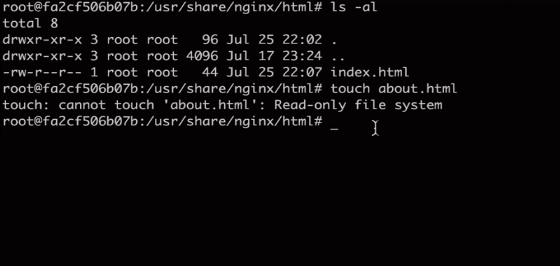 root@fa2cf506b07b:/usr/share/nginx/html# ls -al
total 8
drwxr-xr-x 3 root root   96 Jul 25 22:02 .
drwxr-xr-x 3 root root 4096 Jul 17 23:24 ..
-rw-r--r-- 1 root root   44 Jul 25 22:07 index.html
root@fa2cf506b07b:/usr/share/nginx/html# touch about.html
touch: cannot touch 'about.html': Read-only file system
root@fa2cf506b07b:/usr/share/nginx/html# _